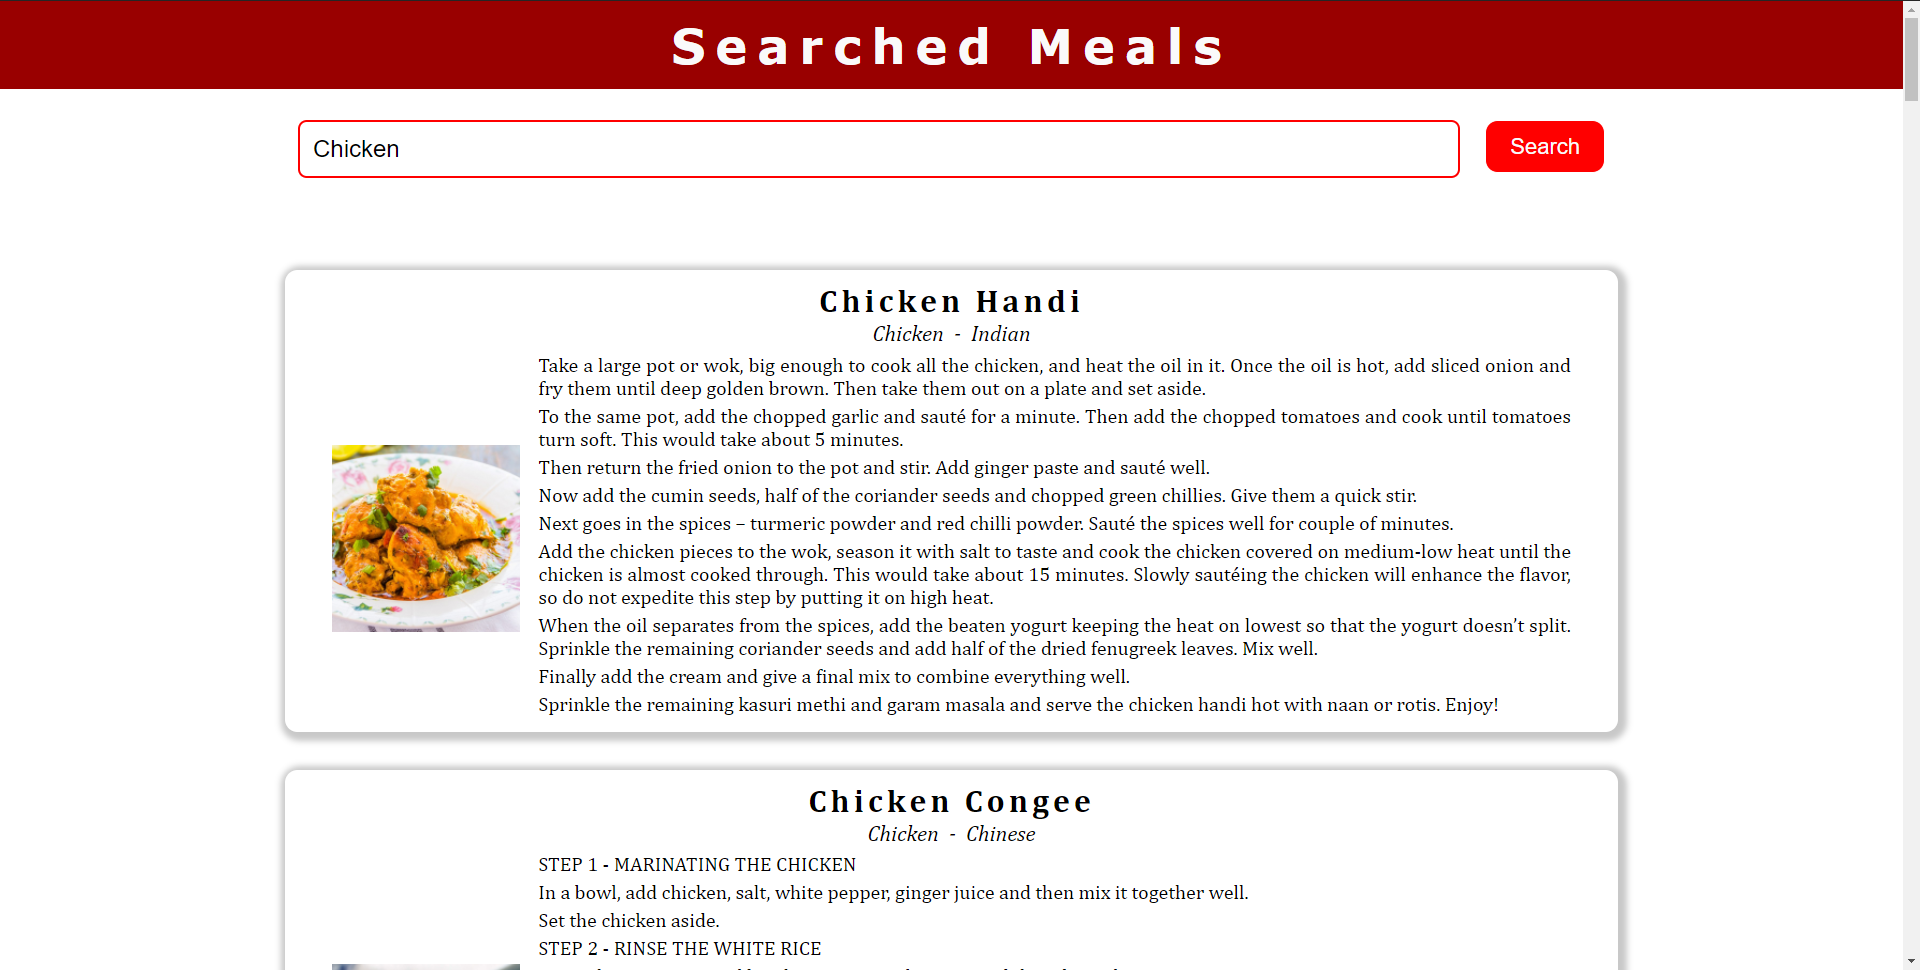 Searched Meals
Chicken
Search
Chicken Handi
Chicken - Indian
Take a large pot or wok, big enough to cook all the chicken, and heat the oil in it. Once the oil is hot, add sliced onion and
fry them until deep golden brown. Then take them out on a plate and set aside.
To the same pot, add the chopped garlic and sauté for a minute. Then add the chopped tomatoes and cook until tomatoes
turn soft. This would take about 5 minutes.
Then return the fried onion to the pot and stir. Add ginger paste and sauté well.
Now add the cumin seeds, half of the coriander seeds and chopped green chillies. Give them a quick stir.
Next goes in the spices – turmeric powder and red chilli powder. Sauté the spices well for couple of minutes.
Add the chicken pieces to the wok, season it with salt to taste and cook the chicken covered on medium-low heat until the
chicken is almost cooked through. This would take about 15 minutes. Slowly sautéing the chicken will enhance the flavor,
so do not expedite this step by putting it on high heat.
When the oil separates from the spices, add the beaten yogurt keeping the heat on lowest so that the yogurt doesn’t split.
Sprinkle the remaining coriander seeds and add half of the dried fenugreek leaves. Mix well.
Finally add the cream and give a final mix to combine everything well.
Sprinkle the remaining kasuri methi and garam masala and serve the chicken handi hot with naan or rotis. Enjoy!
Chicken Congee
Chicken - Chinese
STEP 1 - MARINATING THE CHICKEN
In a bowl, add chicken, salt, white pepper, ginger juice and then mix it together well.
Set the chicken aside.
STEP 2 - RINSE THE WHITE RICE